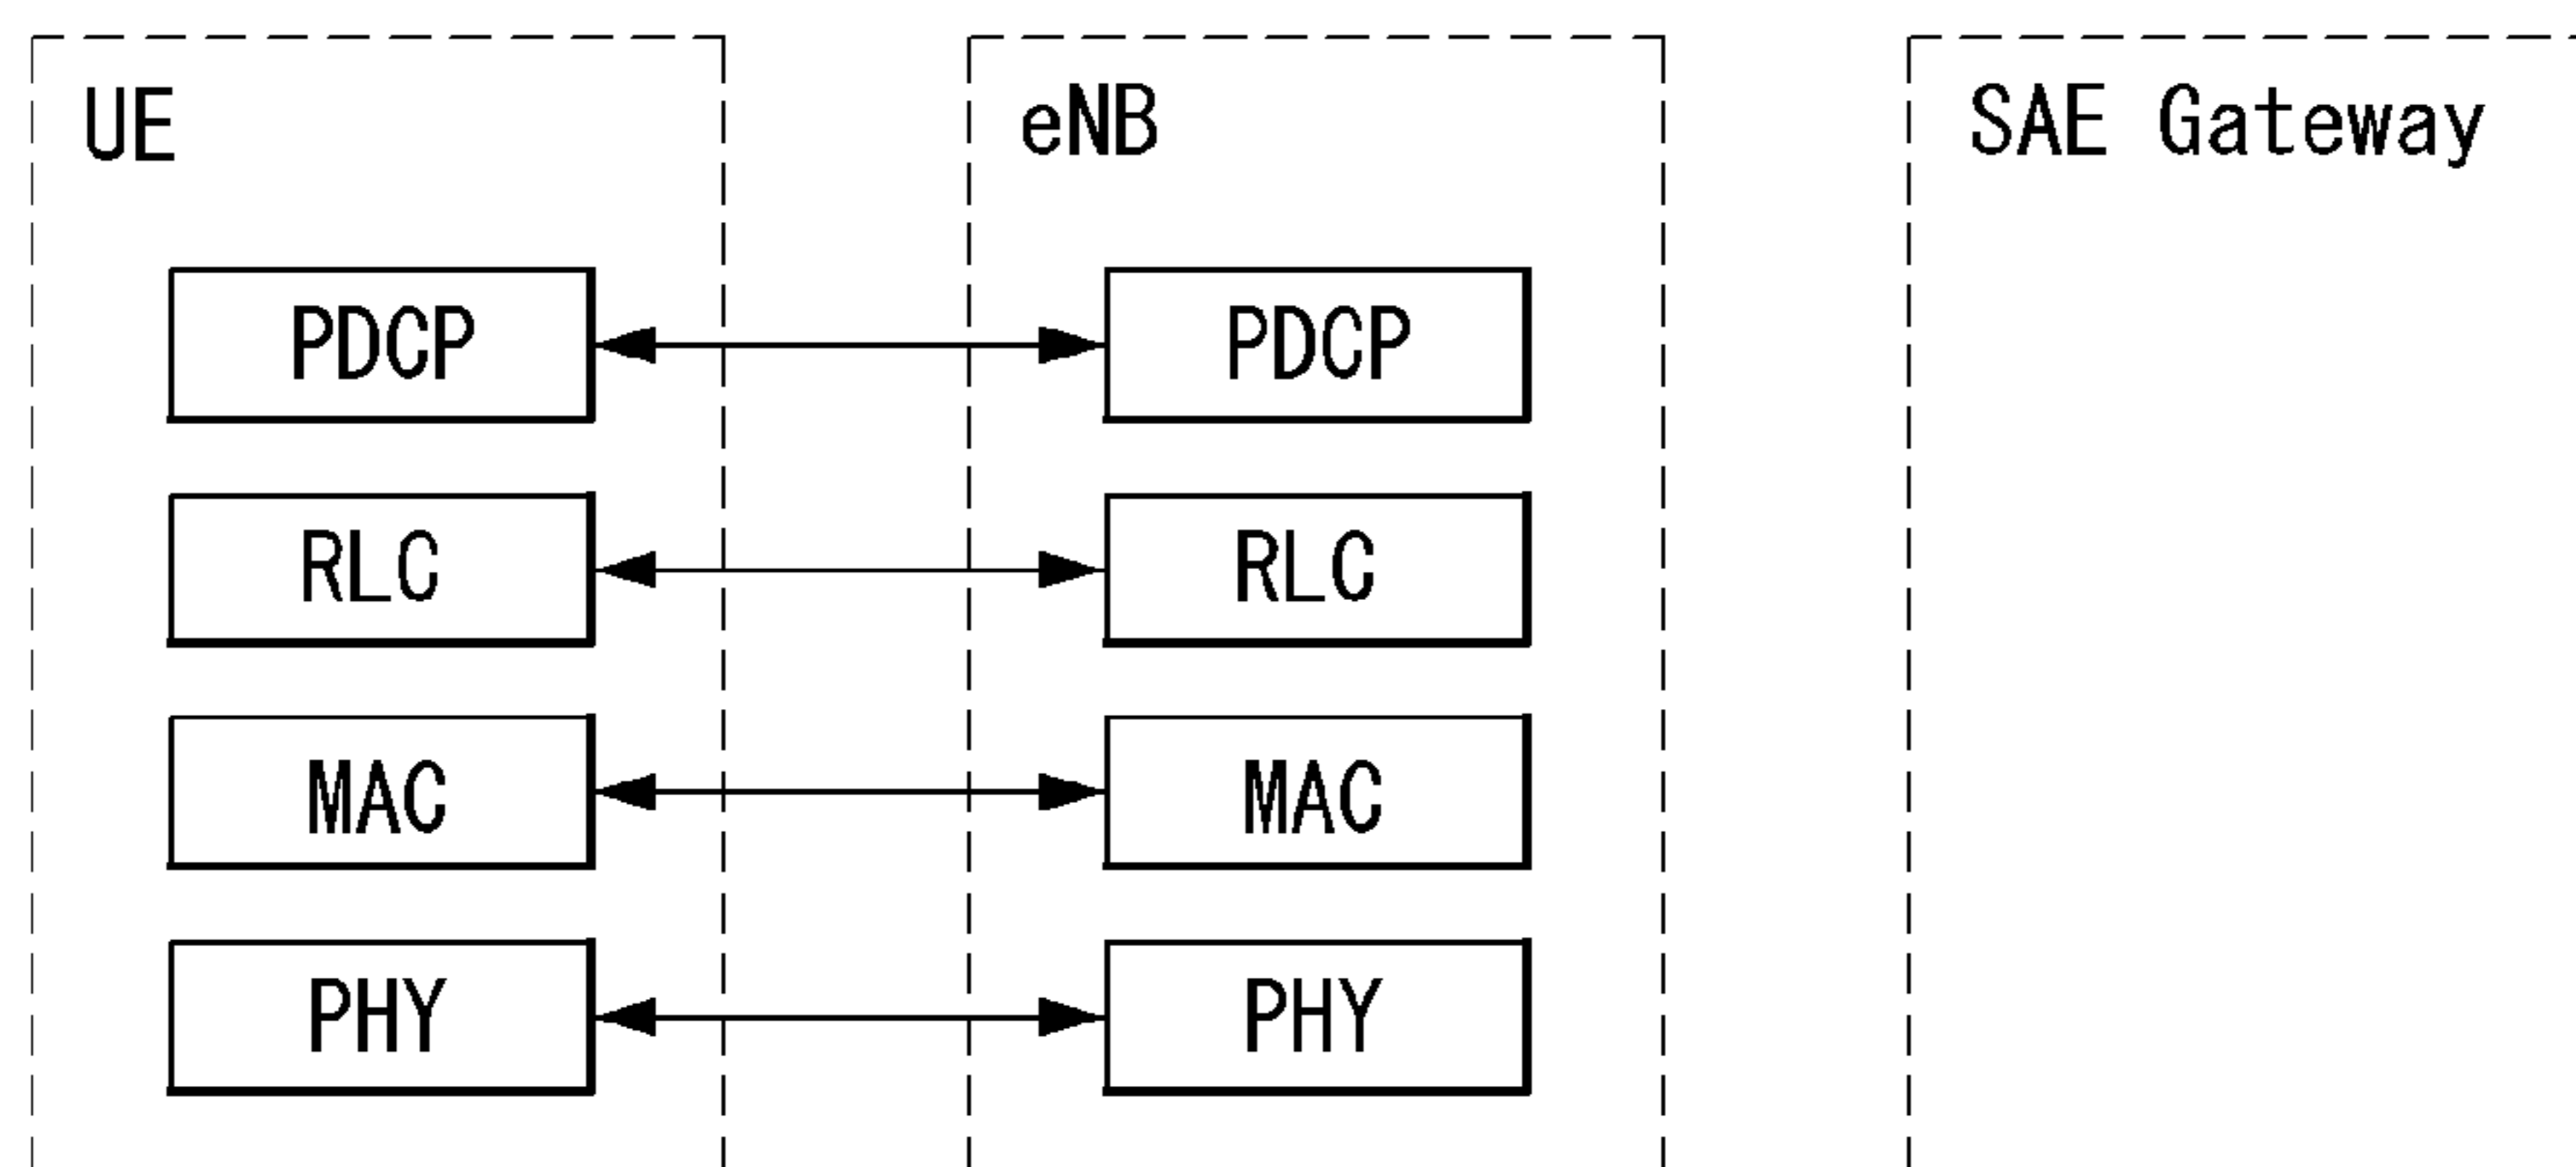 UE
eNB
SAE Gateway
PDCP
PDCP
RLC
RLC
MAC
MAC
PHY
PHY